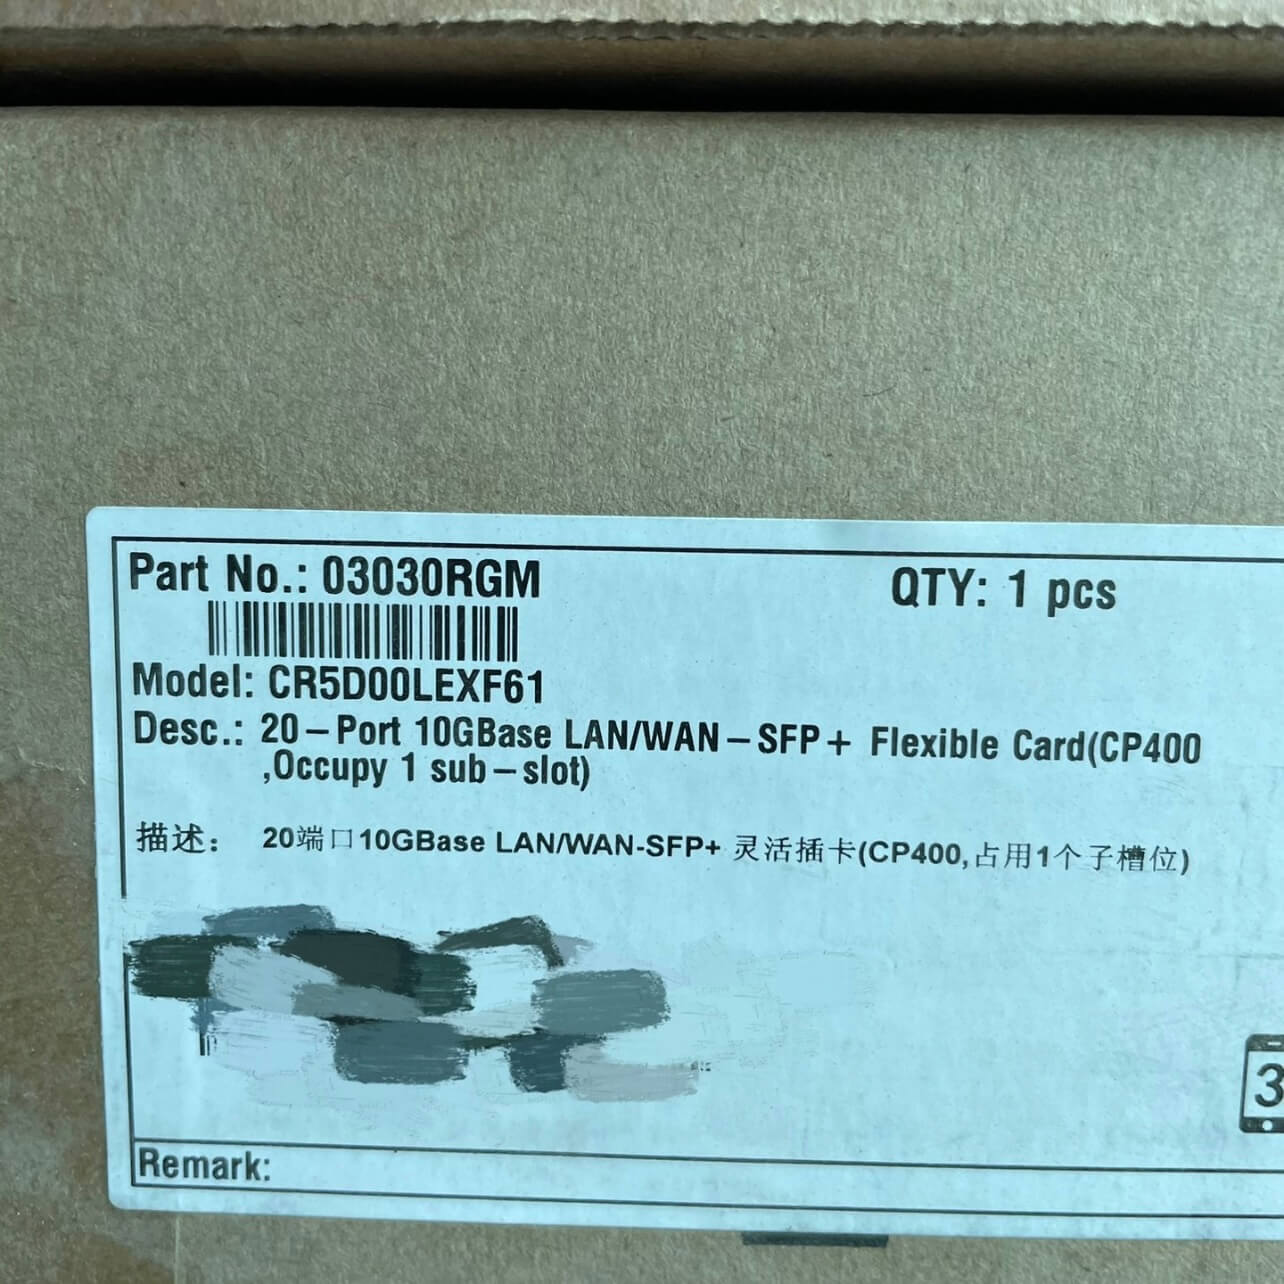 Part No.: 03030RGM
QTY: 1 pcs
Model: CR5D00LEXF61
Desc.: 20-Port 10GBase LAN/WAN-SFP+ Flexible Card(CP400
,Occupy 1 sub-slot)
描述: 20端口10GBase LAN/WAN-SFP+ 灵活插卡(CP400,占用1个子槽位)
3
Remark: